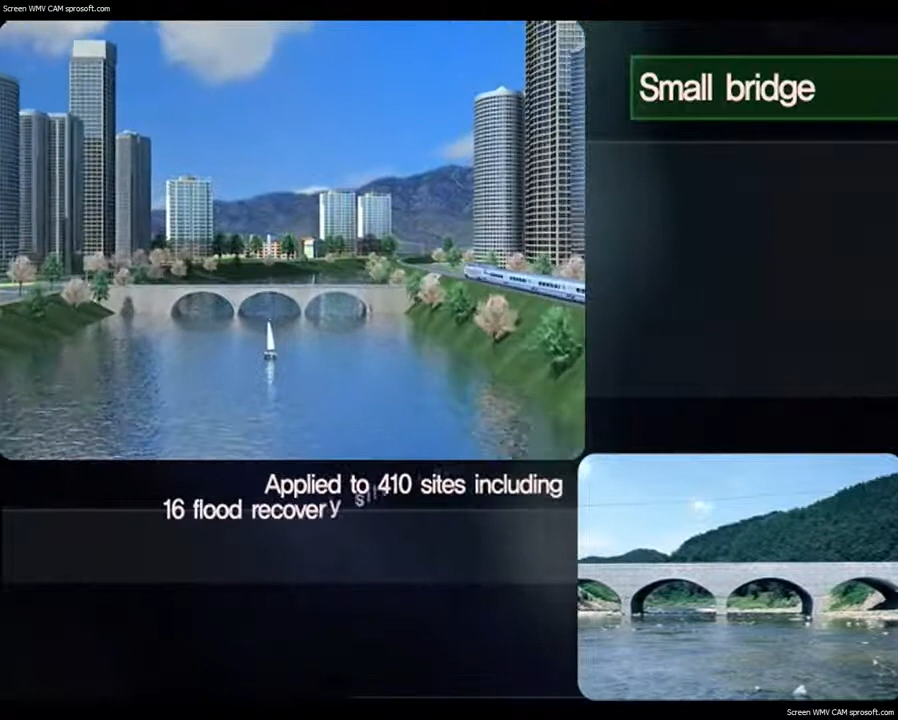 Screen WMV CAM sprosoft.com
Small bridge
Applied to 410 sites including
16 flood recovery
Screen WMV CAM sprosoft.com